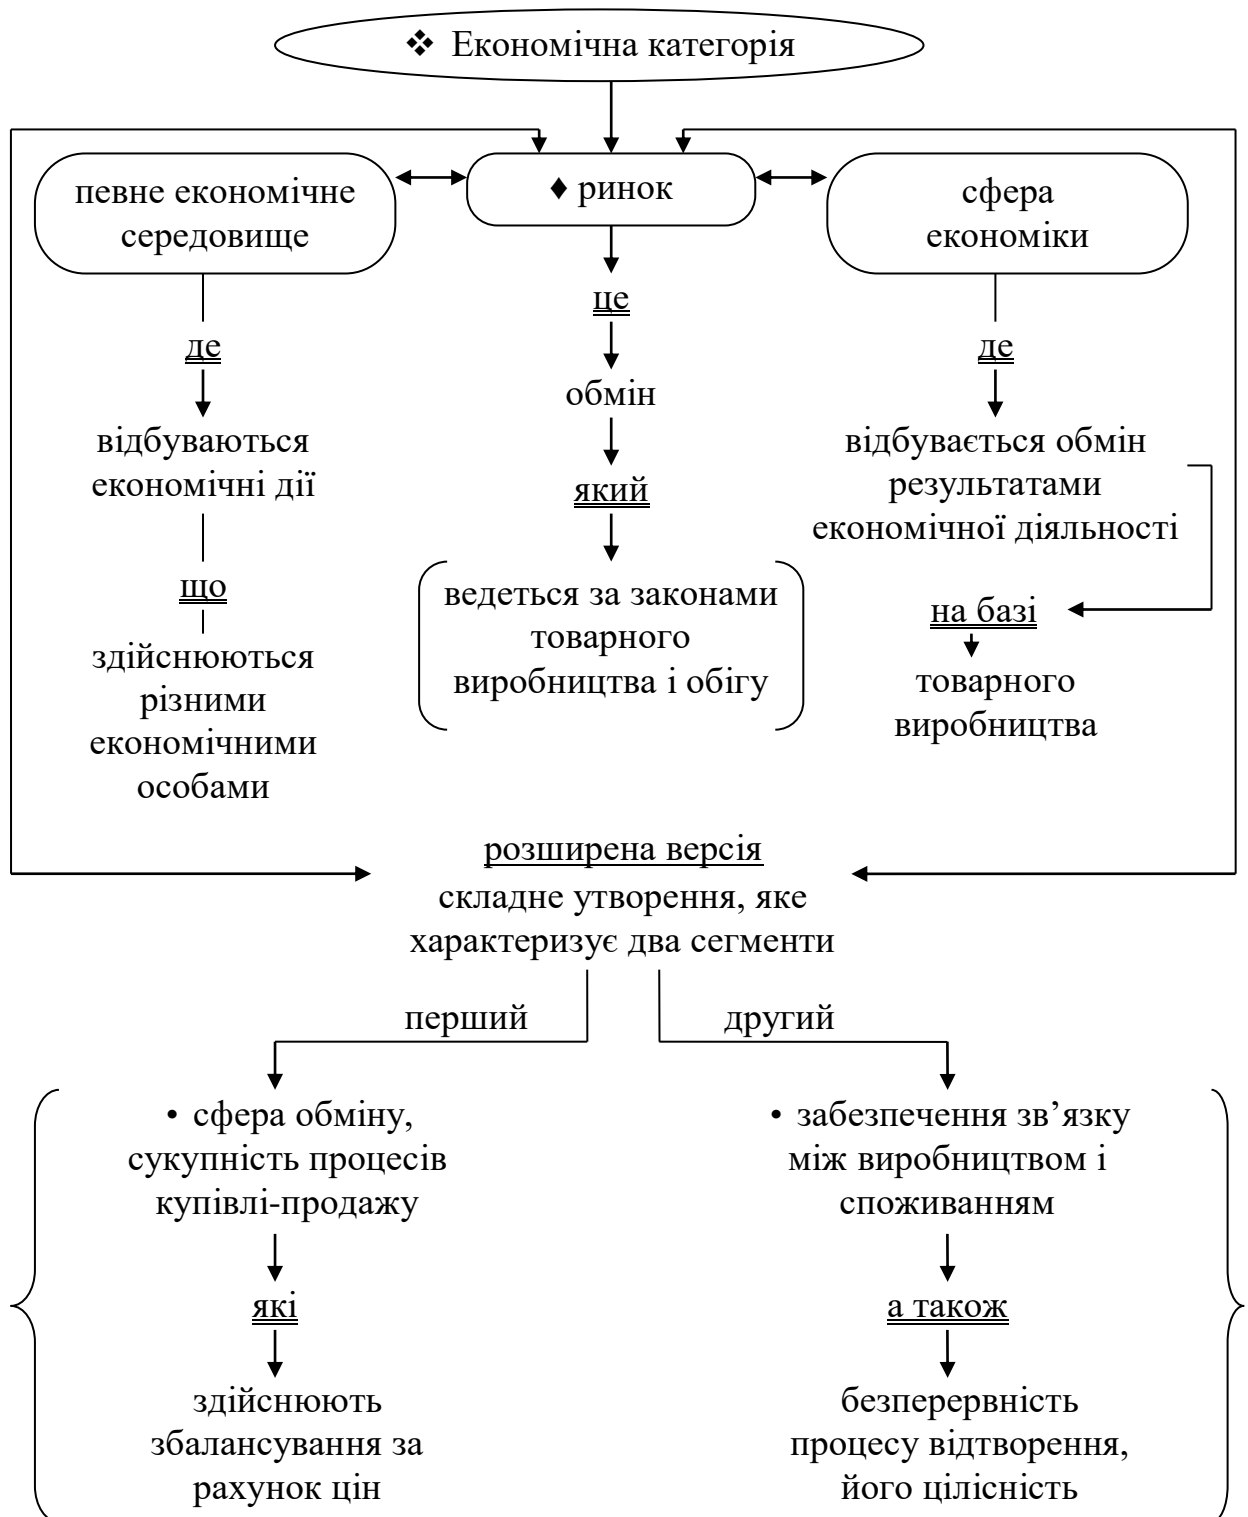 ❖ Економічна категорія
певне економічне
середовище
де
відбуваються
економічні дії
що
здійснюються
різними
економічними
особами
♦ ринок
це
обмін
який
ведеться за законами
товарного
виробництва і обігу
сфера
економіки
де
відбувається обмін
результатами
економічної діяльності
на базі
товарного
виробництва
розширена версія
складне утворення, яке
характеризує два сегменти
перший
• сфера обміну,
сукупність процесів
купівлі-продажу
які
здійснюють
збалансування за
рахунок цін
другий
• забезпечення зв’язку
між виробництвом і
споживанням
а також
безперервність
процесу відтворення,
його цілісність